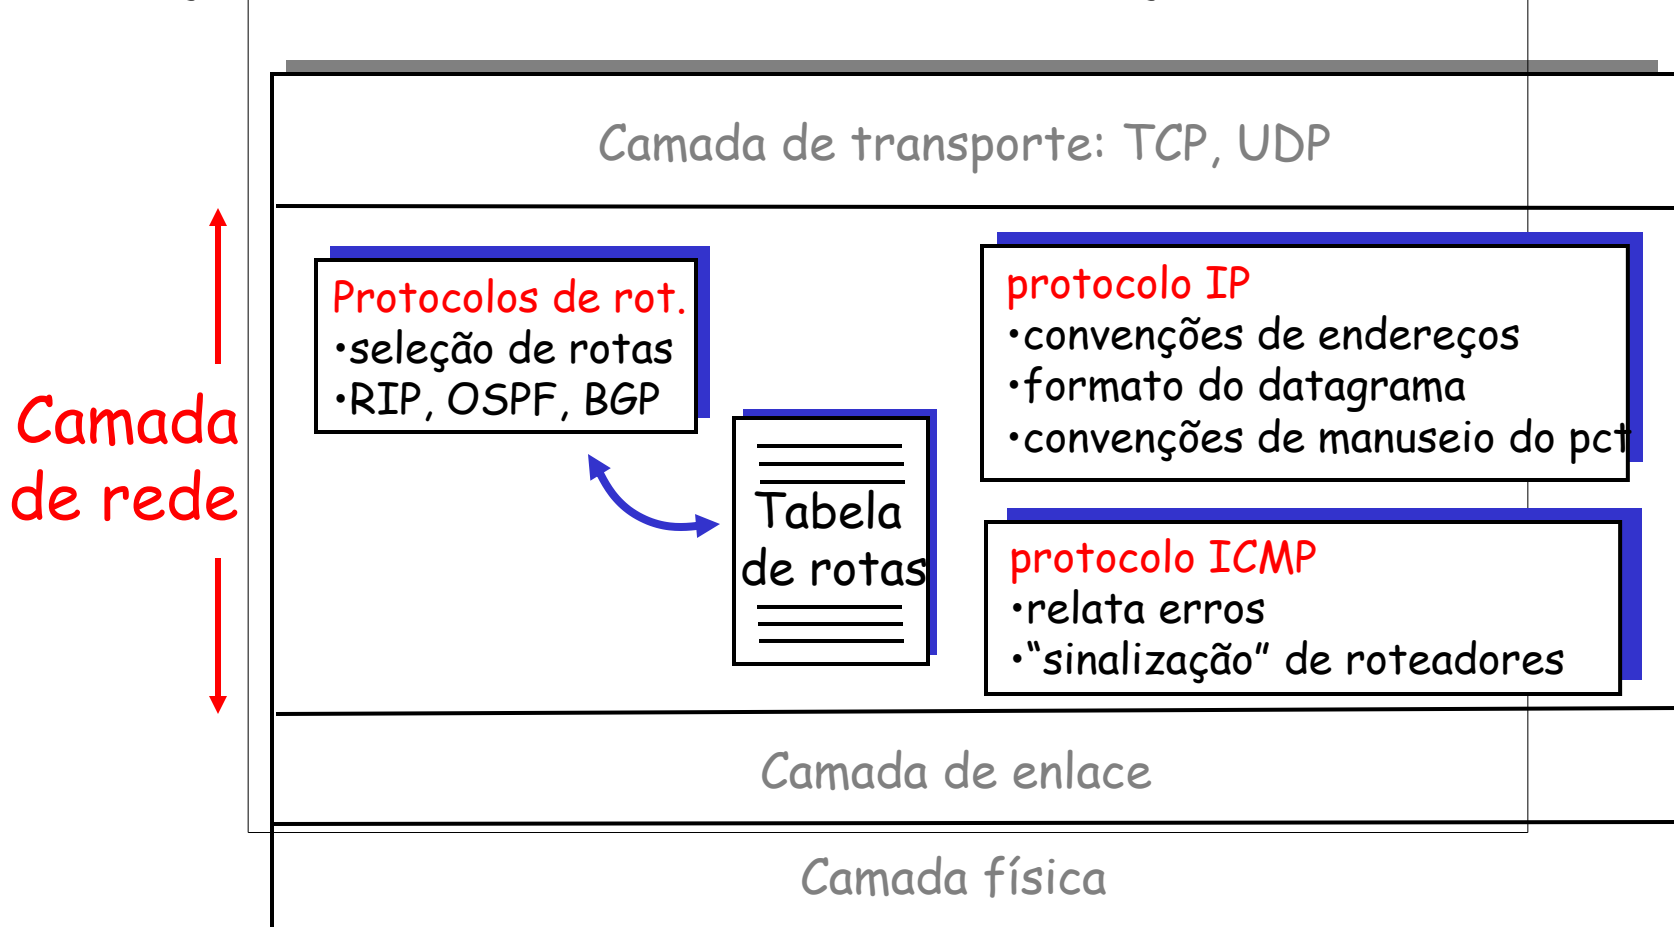 Camada de transporte: TCP, UDP
Camada
de rede
Protocolos de rot.
•seleção de rotas
•RIP, OSPF, BGP
Tabela
de rotas
protocolo IP
•convenções de endereços
•formato do datagrama
•convenções de manuseio do pct
protocolo ICMP
•relata erros
•“sinalização” de roteadores
Camada de enlace
Camada física